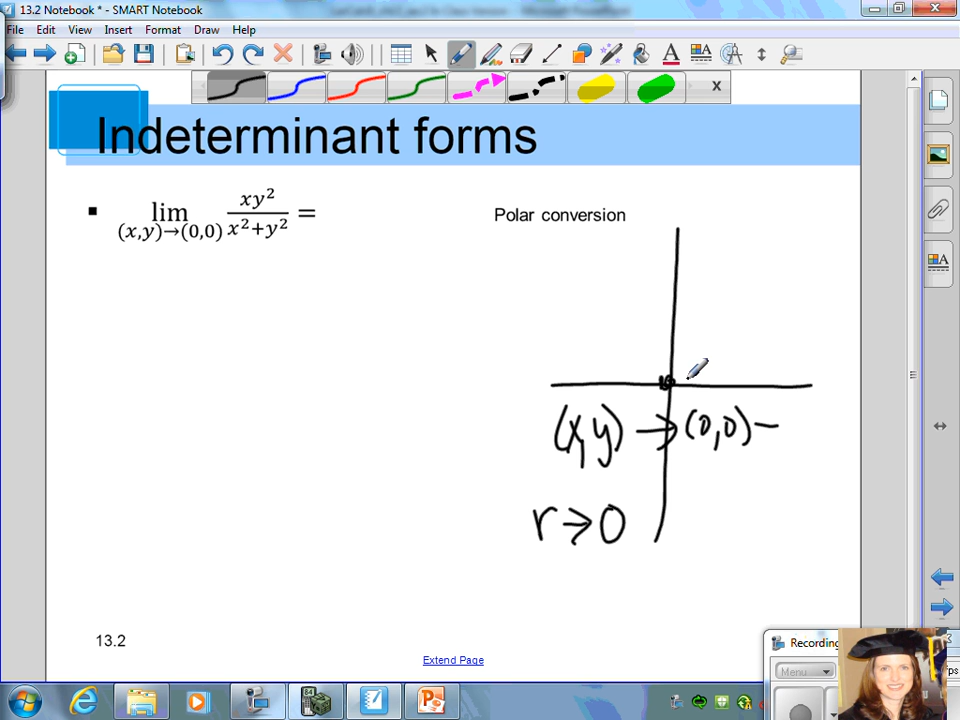 13.2 Notebook * - SMART Notebook
File Edit View Insert Format Draw Help
x
Indeterminant forms
▪ lim (x,y)→(0,0) xy²/x²+y² =
Polar conversion
(x,y) → (0,0)
r→0
13.2
Extend Page
Recording
Menu